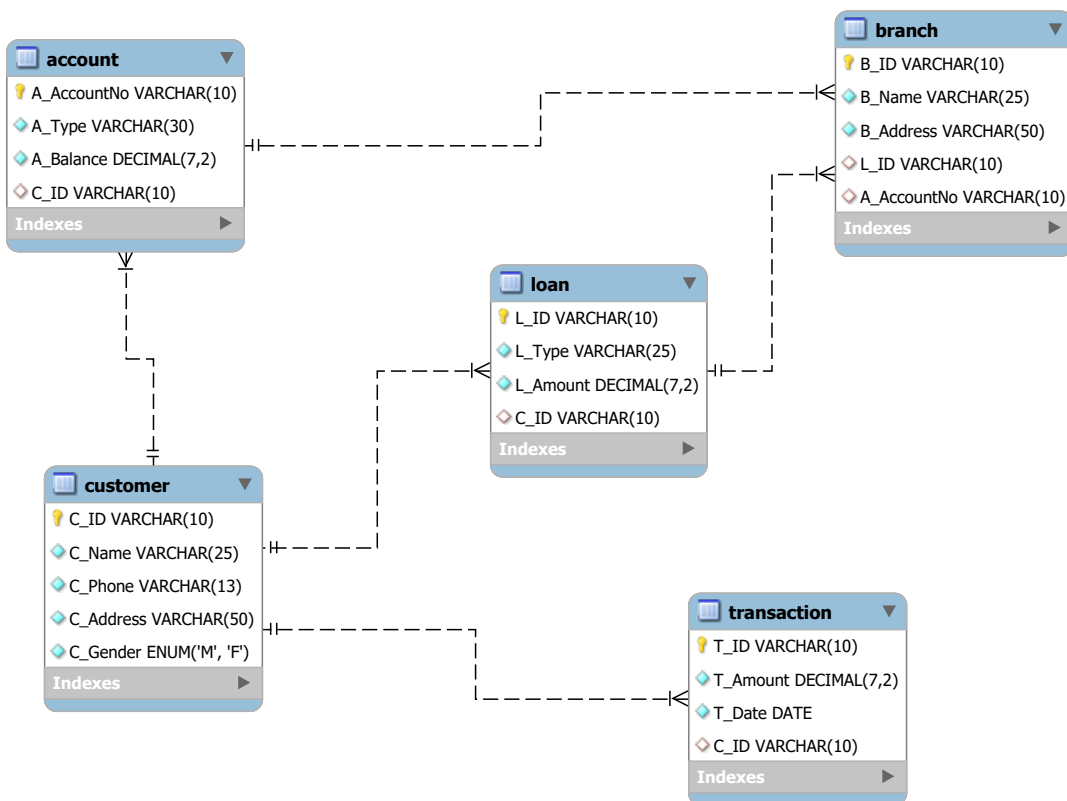 account
A_AccountNo VARCHAR(10)
A_Type VARCHAR(30)
A_Balance DECIMAL(7,2)
C_ID VARCHAR(10)
Indexes
branch
B_ID VARCHAR(10)
B_Name VARCHAR(25)
B_Address VARCHAR(50)
L_ID VARCHAR(10)
A_AccountNo VARCHAR(10)
Indexes
loan
L_ID VARCHAR(10)
L_Type VARCHAR(25)
L_Amount DECIMAL(7,2)
C_ID VARCHAR(10)
Indexes
customer
C_ID VARCHAR(10)
C_Name VARCHAR(25)
C_Phone VARCHAR(13)
C_Address VARCHAR(50)
C_Gender ENUM('M', 'F')
Indexes
transaction
T_ID VARCHAR(10)
T_Amount DECIMAL(7,2)
T_Date DATE
C_ID VARCHAR(10)
Indexes